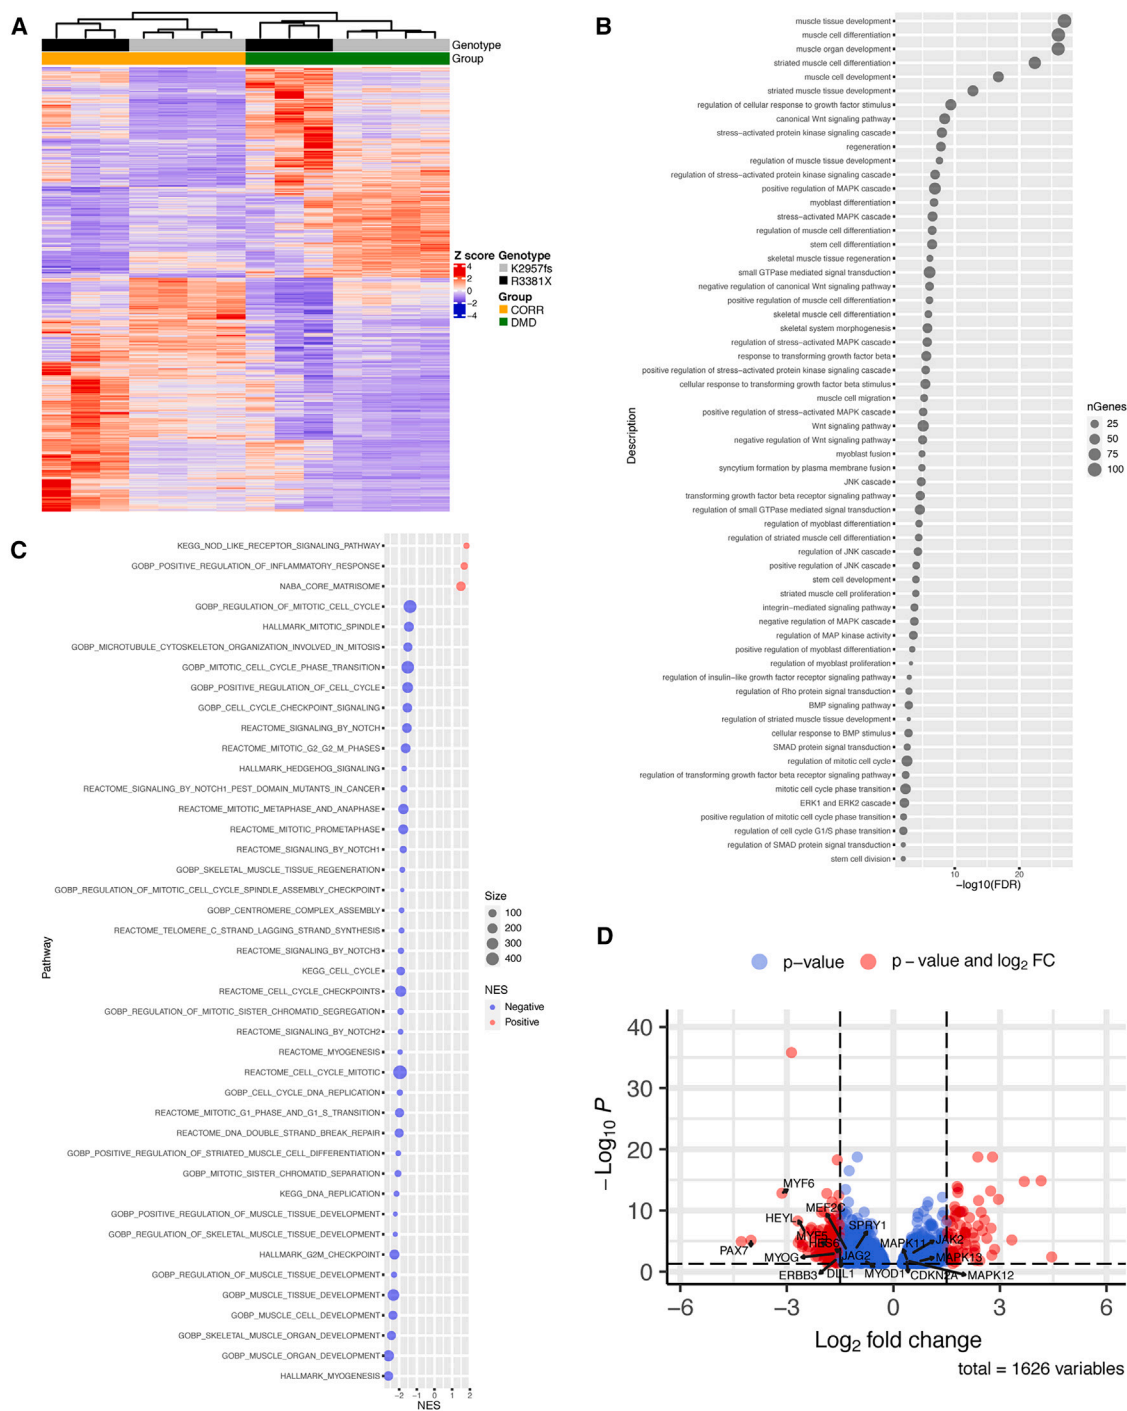 A
Genotype
Group
Z score
4
2
0
−2
−4
Genotype
K2957fs
R3381X
Group
CORR
DMD
B
muscle tissue development
muscle cell differentiation
muscle organ development
striated muscle cell differentiation
muscle cell development
striated muscle tissue development
regulation of cellular response to growth factor stimulus
canonical Wnt signaling pathway
stress−activated protein kinase signaling cascade
regeneration
regulation of muscle tissue development
regulation of stress−activated protein kinase signaling cascade
positive regulation of MAPK cascade
myoblast differentiation
stress−activated MAPK cascade
regulation of muscle cell differentiation
stem cell differentiation
skeletal muscle tissue regeneration
small GTPase mediated signal transduction
negative regulation of canonical Wnt signaling pathway
positive regulation of muscle cell differentiation
skeletal muscle cell differentiation
skeletal system morphogenesis
regulation of stress−activated MAPK cascade
response to transforming growth factor beta
positive regulation of stress−activated protein kinase signaling cascade
cellular response to transforming growth factor beta stimulus
muscle cell migration
positive regulation of stress−activated MAPK cascade
Wnt signaling pathway
negative regulation of Wnt signaling pathway
myoblast fusion
syncytium formation by plasma membrane fusion
JNK cascade
transforming growth factor beta receptor signaling pathway
regulation of small GTPase mediated signal transduction
regulation of myoblast differentiation
regulation of striated muscle cell differentiation
regulation of JNK cascade
positive regulation of JNK cascade
stem cell development
striated muscle cell proliferation
integrin−mediated signaling pathway
negative regulation of MAPK cascade
regulation of MAP kinase activity
positive regulation of myoblast differentiation
regulation of myoblast proliferation
regulation of insulin−like growth factor receptor signaling pathway
regulation of Rho protein signal transduction
BMP signaling pathway
regulation of striated muscle tissue development
cellular response to BMP stimulus
SMAD protein signal transduction
regulation of mitotic cell cycle
regulation of transforming growth factor beta receptor signaling pathway
mitotic cell cycle phase transition
ERK1 and ERK2 cascade
positive regulation of mitotic cell cycle phase transition
regulation of cell cycle G1/S phase transition
regulation of SMAD protein signal transduction
stem cell division
Description
10 20
−log10(FDR)
nGenes
25
50
75
100
C
KEGG_NOD_LIKE_RECEPTOR_SIGNALING_PATHWAY
GOBP_POSITIVE_REGULATION_OF_INFLAMMATORY_RESPONSE
NABA_CORE_MATRISOME
GOBP_REGULATION_OF_MITOTIC_CELL_CYCLE
HALLMARK_MITOTIC_SPINDLE
GOBP_MICROTUBULE_CYTOSKELETON_ORGANIZATION_INVOLVED_IN_MITOSIS
GOBP_MITOTIC_CELL_CYCLE_PHASE_TRANSITION
GOBP_POSITIVE_REGULATION_OF_CELL_CYCLE
GOBP_CELL_CYCLE_CHECKPOINT_SIGNALING
REACTOME_SIGNALING_BY_NOTCH
REACTOME_MITOTIC_G2_G2_M_PHASES
HALLMARK_HEDGEHOG_SIGNALING
REACTOME_SIGNALING_BY_NOTCH1_PEST_DOMAIN_MUTANTS_IN_CANCER
REACTOME_MITOTIC_METAPHASE_AND_ANAPHASE
REACTOME_MITOTIC_PROMETAPHASE
REACTOME_SIGNALING_BY_NOTCH1
GOBP_SKELETAL_MUSCLE_TISSUE_REGENERATION
GOBP_REGULATION_OF_MITOTIC_CELL_CYCLE_SPINDLE_ASSEMBLY_CHECKPOINT
GOBP_CENTROMERE_COMPLEX_ASSEMBLY
REACTOME_TELOMERE_C_STRAND_LAGGING_STRAND_SYNTHESIS
REACTOME_SIGNALING_BY_NOTCH3
KEGG_CELL_CYCLE
REACTOME_CELL_CYCLE_CHECKPOINTS
GOBP_REGULATION_OF_MITOTIC_SISTER_CHROMATID_SEGREGATION
REACTOME_SIGNALING_BY_NOTCH2
REACTOME_MYOGENESIS
REACTOME_CELL_CYCLE_MITOTIC
GOBP_CELL_CYCLE_DNA_REPLICATION
REACTOME_MITOTIC_G1_PHASE_AND_G1_S_TRANSITION
REACTOME_DNA_DOUBLE_STRAND_BREAK_REPAIR
GOBP_POSITIVE_REGULATION_OF_STRIATED_MUSCLE_CELL_DIFFERENTIATION
GOBP_MITOTIC_SISTER_CHROMATID_SEPARATION
KEGG_DNA_REPLICATION
GOBP_POSITIVE_REGULATION_OF_MUSCLE_TISSUE_DEVELOPMENT
GOBP_REGULATION_OF_SKELETAL_MUSCLE_TISSUE_DEVELOPMENT
HALLMARK_G2M_CHECKPOINT
GOBP_REGULATION_OF_MUSCLE_TISSUE_DEVELOPMENT
GOBP_MUSCLE_TISSUE_DEVELOPMENT
GOBP_MUSCLE_CELL_DEVELOPMENT
GOBP_SKELETAL_MUSCLE_ORGAN_DEVELOPMENT
GOBP_MUSCLE_ORGAN_DEVELOPMENT
HALLMARK_MYOGENESIS
Pathway
−2 −1 0 1 2
NES
Size
100
200
300
400
NES
Negative
Positive
D
p−value
p − value and log2 FC
40
30
20
10
0
−Log10 P
MYF6
HEYL
MEF2C
SPRY1
MYF5
HES6
PAX7
MYOG
JAG2
MAPK11
JAK2
MAPK13
ERBB3
DLL1
MYOD1
CDKN2A
MAPK12
−6 −3 0 3 6
Log2 fold change
total = 1626 variables